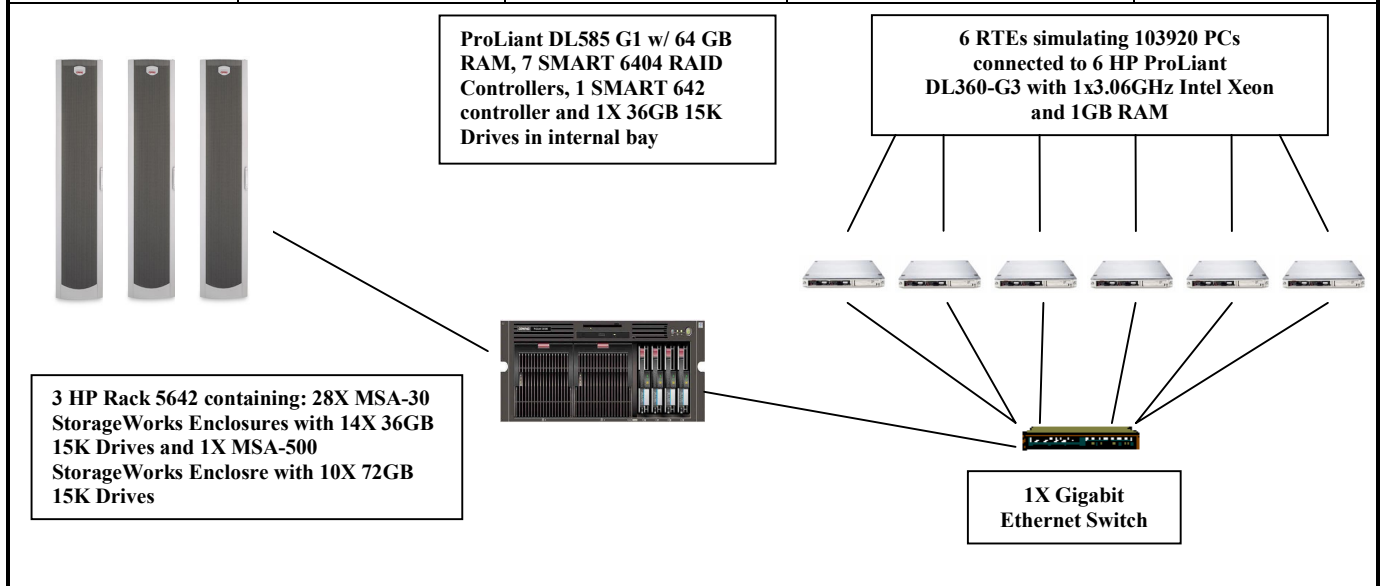 ProLiant DL585 G1 w/ 64 GB
RAM, 7 SMART 6404 RAID
Controllers, 1 SMART 642
controller and 1X 36GB 15K
Drives in internal bay
6 RTEs simulating 103920 PCs
connected to 6 HP ProLiant
DL360-G3 with 1x3.06GHz Intel Xeon
and 1GB RAM
3 HP Rack 5642 containing: 28X MSA-30
StorageWorks Enclosures with 14X 36GB
15K Drives and 1X MSA-500
StorageWorks Enclosre with 10X 72GB
15K Drives
1X Gigabit
Ethernet Switch